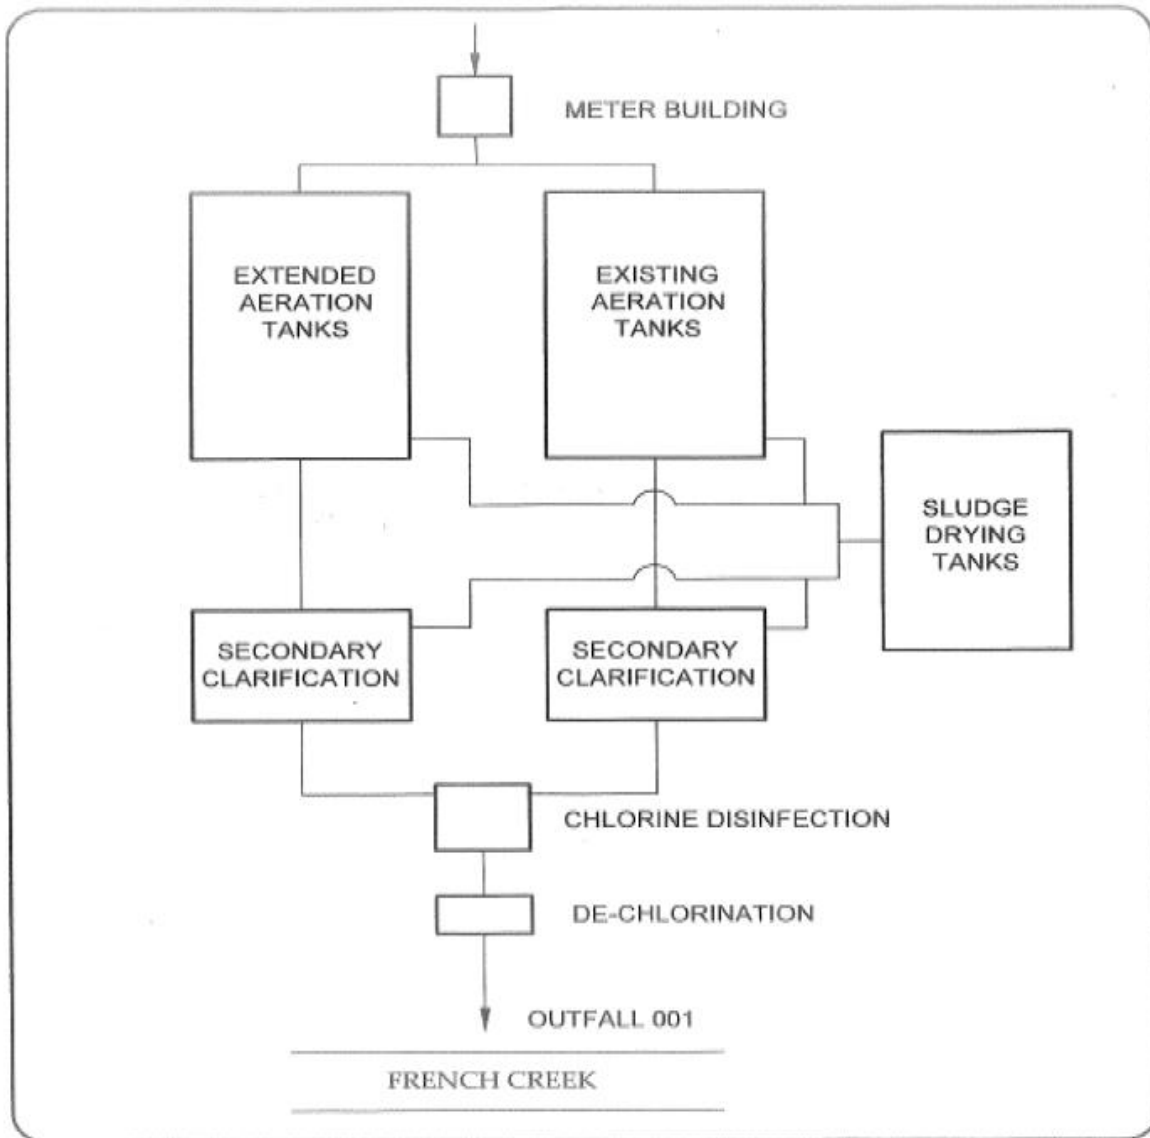 METER BUILDING
EXTENDED
AERATION
TANKS
EXISTING
AERATION
TANKS
SLUDGE
DRYING
TANKS
SECONDARY
CLARIFICATION
SECONDARY
CLARIFICATION
CHLORINE DISINFECTION
DE-CHLORINATION
OUTFALL 001
FRENCH CREEK